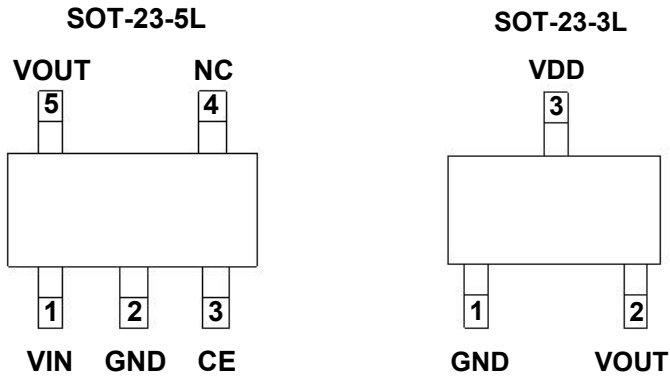 SOT-23-5L
VOUT NC
5 4
1 2 3
VIN GND CE
SOT-23-3L
VDD
3
1 2
GND VOUT